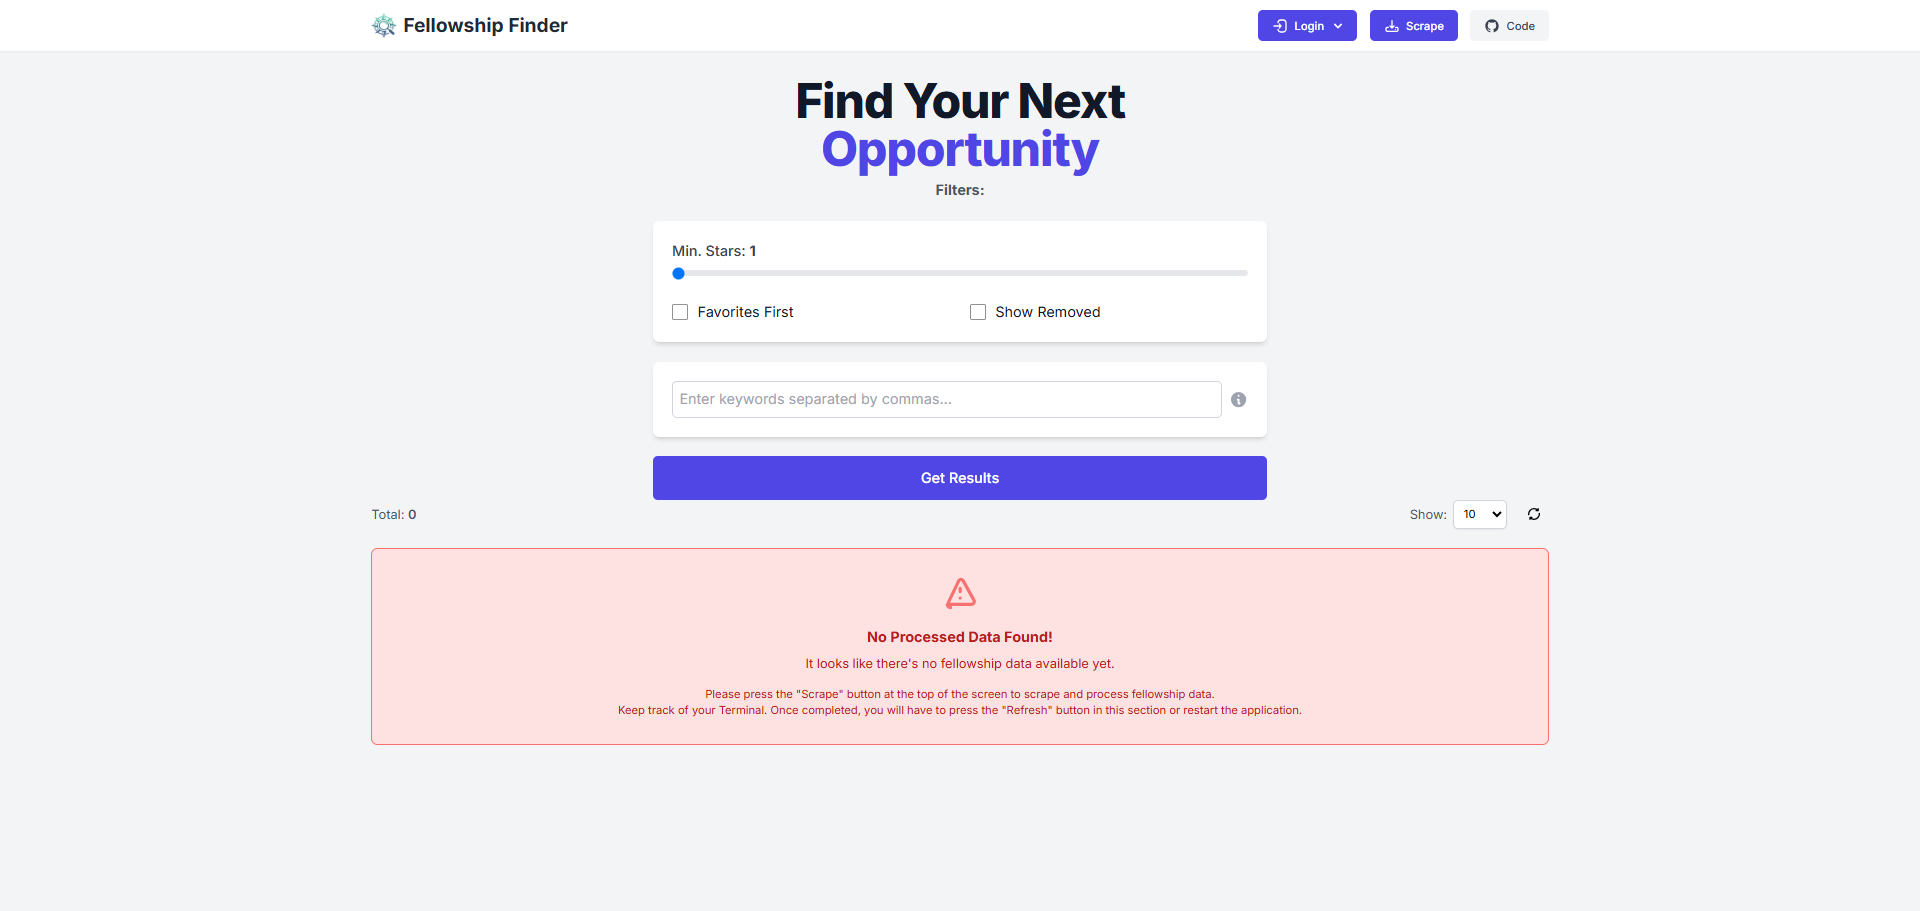 Fellowship Finder
Login
Scrape
Code
Find Your Next
Opportunity
Filters:
Min. Stars: 1
Favorites First
Show Removed
Enter keywords separated by commas...
Get Results
Total: 0
Show: 10
No Processed Data Found!
It looks like there's no fellowship data available yet.
Please press the "Scrape" button at the top of the screen to scrape and process fellowship data.
Keep track of your Terminal. Once completed, you will have to press the "Refresh" button in this section or restart the application.